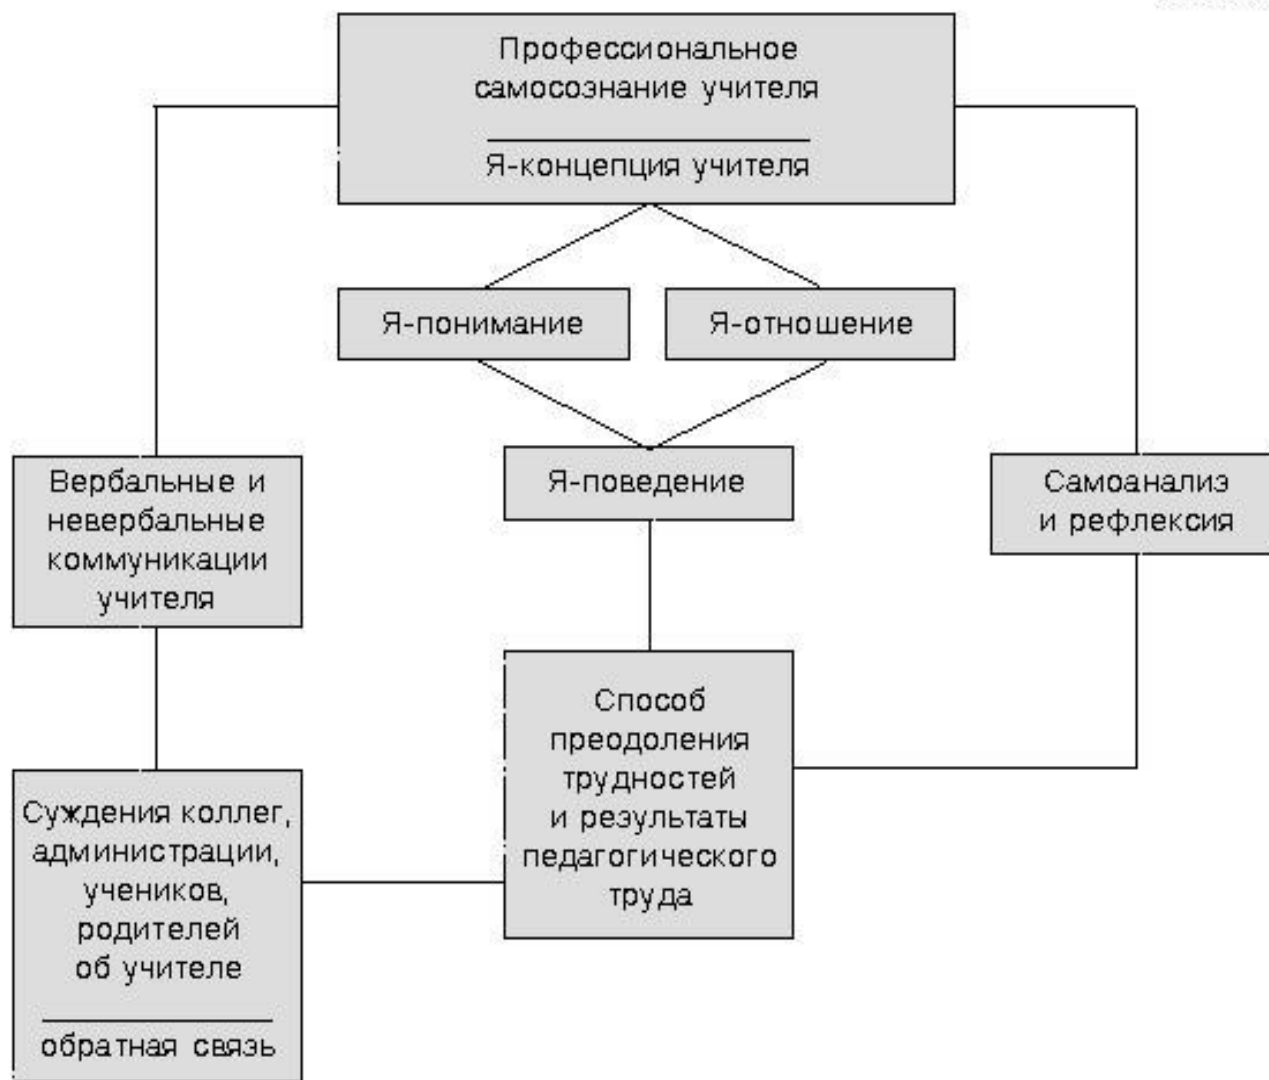 Профессиональное
самосознание учителя
Я-концепция учителя
Я-понимание
Я-отношение
Я-поведение
Вербальные и
невербальные
коммуникации
учителя
Самоанализ
и рефлексия
Способ
преодоления
трудностей
и результаты
педагогического
труда
Суждения коллег,
администрации,
учеников,
родителей
об учителе
обратная связь